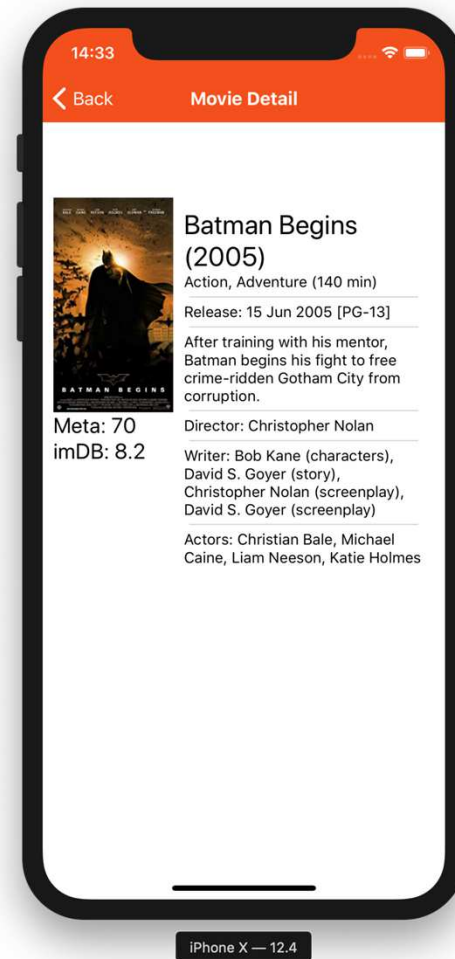 14:33
Back
Movie Detail
BATMAN BEGINS
Meta: 70
imDB: 8.2
Batman Begins
(2005)
Action, Adventure (140 min)
Release: 15 Jun 2005 [PG-13]
After training with his mentor,
Batman begins his fight to free
crime-ridden Gotham City from
corruption.
Director: Christopher Nolan
Writer: Bob Kane (characters),
David S. Goyer (story),
Christopher Nolan (screenplay),
David S. Goyer (screenplay)
Actors: Christian Bale, Michael
Caine, Liam Neeson, Katie Holmes
iPhone X — 12.4